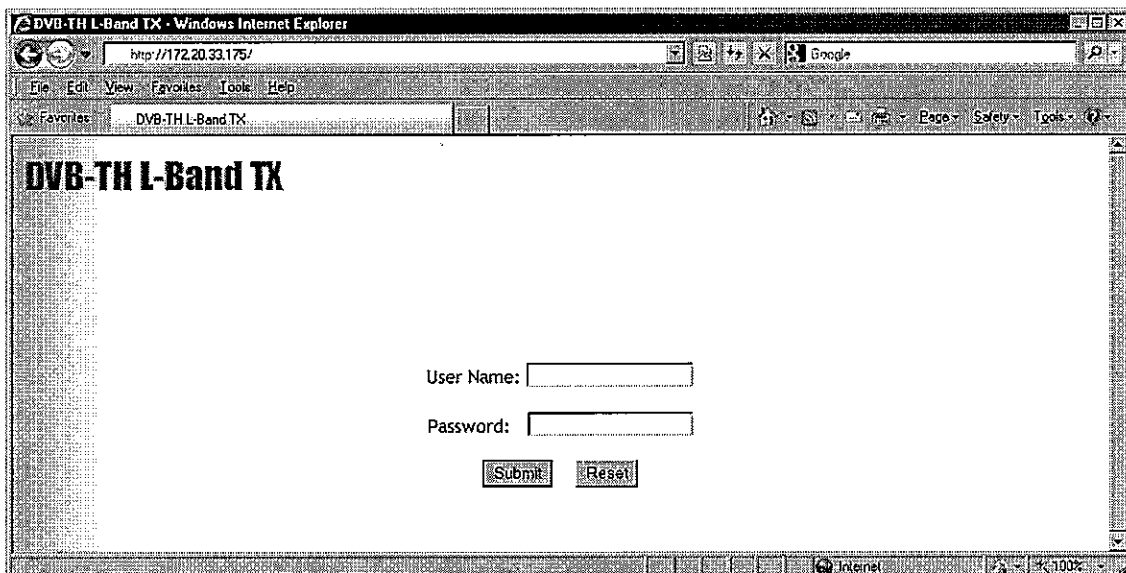 DVB-TH L-Band TX - Windows Internet Explorer
http://172.20.33.175/
Google
File Edit View Favorites Tools Help
Favorites
DVB-TH L-Band TX
Page Safety Tools
DVB-TH L-Band TX
User Name:
Password:
Submit Reset
Internet
100%